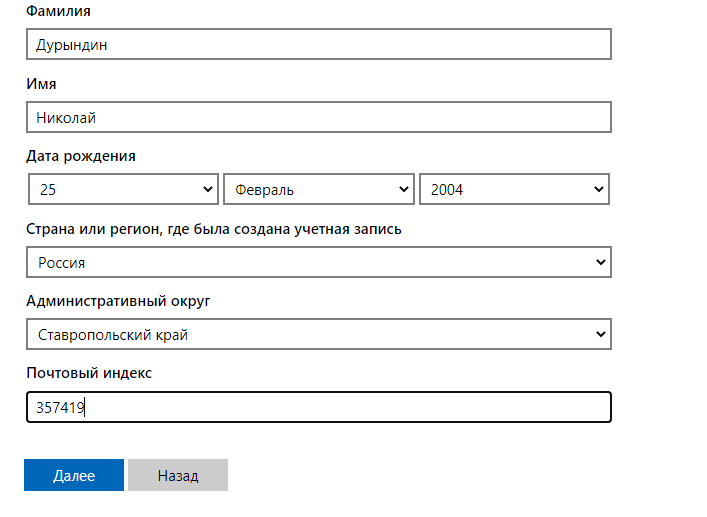 Фамилия
Дурындин
Имя
Николай
Дата рождения
25 Февраль 2004
Страна или регион, где была создана учетная запись
Россия
Административный округ
Ставропольский край
Почтовый индекс
357419
Далее Назад